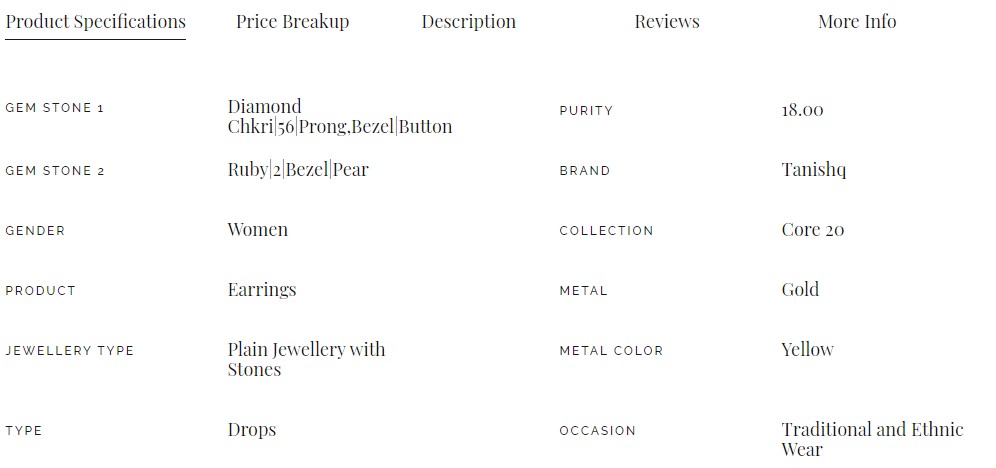 Product Specifications Price Breakup Description Reviews More Info
GEM STONE 1 Diamond PURITY 18.00
Chkri|56|Prong,Bezel|Button
GEM STONE 2 Ruby|2|Bezel|Pear BRAND Tanishq
GENDER Women COLLECTION Core 20
PRODUCT Earrings METAL Gold
JEWELLERY TYPE Plain Jewellery with METAL COLOR Yellow
Stones
TYPE Drops OCCASION Traditional and Ethnic
Wear